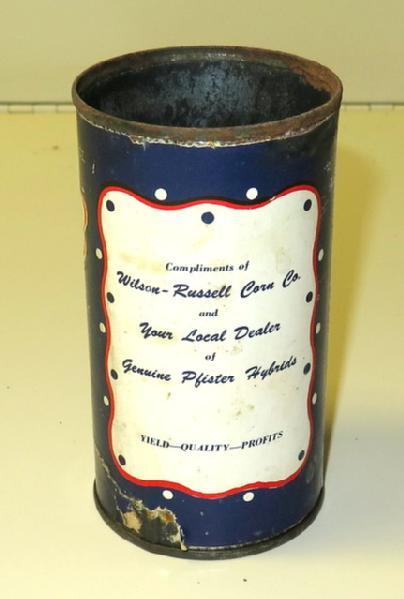 Compliments of
Wilson-Russell Corn Co.
and
Your Local Dealer
of
Genuine Pfister Hybrids
YIELD—QUALITY—PROFITS